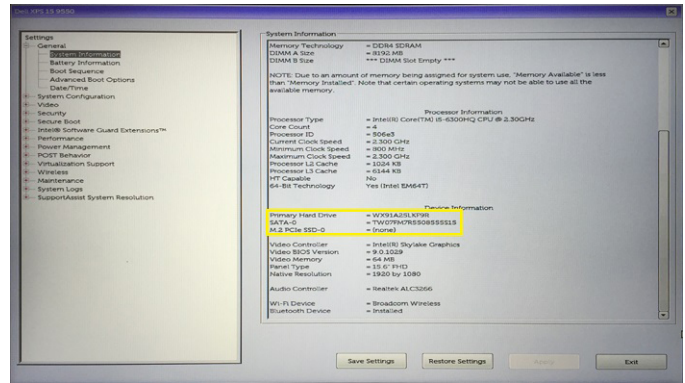 Dell XPS 15 9550
Settings
General
System Information
Battery Information
Boot Sequence
Advanced Boot Options
Date/Time
System Configuration
Video
Security
Secure Boot
Intel® Software Guard Extensions™
Performance
Power Management
POST Behavior
Virtualization Support
Wireless
Maintenance
System Logs
SupportAssist System Resolution
System Information
Memory Technology = DDR4 SDRAM
DIMM A Size = 8192 MB
DIMM B Size *** DIMM Slot Empty ***
NOTE: Due to an amount of memory being assigned for system use, "Memory Available" is less
than "Memory Installed". Note that certain operating systems may not be able to use all the
available memory.
Processor Information
Processor Type = Intel(R) Core(TM) i5-6300HQ CPU @ 2.30GHz
Core Count = 4
Processor ID = 506e3
Current Clock Speed = 2.300 GHz
Minimum Clock Speed = 800 MHz
Maximum Clock Speed = 2.300 GHz
Processor L2 Cache = 1024 KB
Processor L3 Cache = 6144 KB
HT Capable No
64-Bit Technology Yes (Intel EM64T)
Device Information
Primary Hard Drive = WX91A25LKF9R
SATA-0
M.2 PCIe SSD-0 = (none)
Video Controller = Intel(R) Skylake Graphics
Video BIOS Version = 9.0.1029
Video Memory = 64 MB
Panel Type = 15.6" FHD
Native Resolution = 1920 by 1080
Audio Controller = Realtek ALC3266
Wi-Fi Device = Broadcom Wireless
Bluetooth Device = Installed
Save Settings
Restore Settings
Apply
Exit